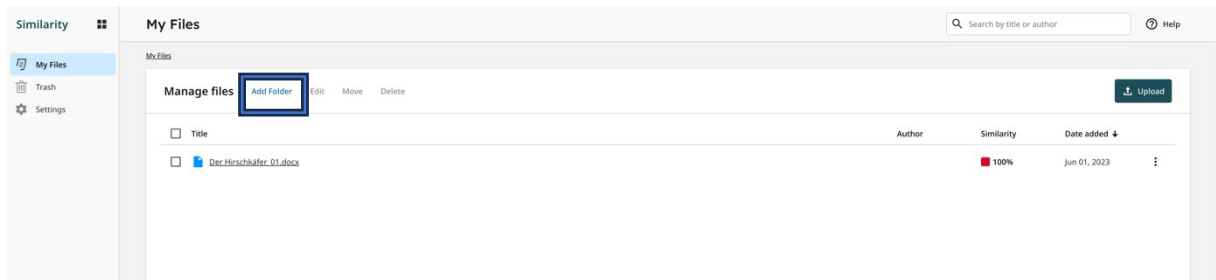 Similarity
My Files
Search by title or author
Help
My Files
Trash
Settings
My Files
Manage files Add Folder Edit Move Delete
Upload
Title Author Similarity Date added
Der Hirschkäfer_01.docx 100% Jun 01, 2023